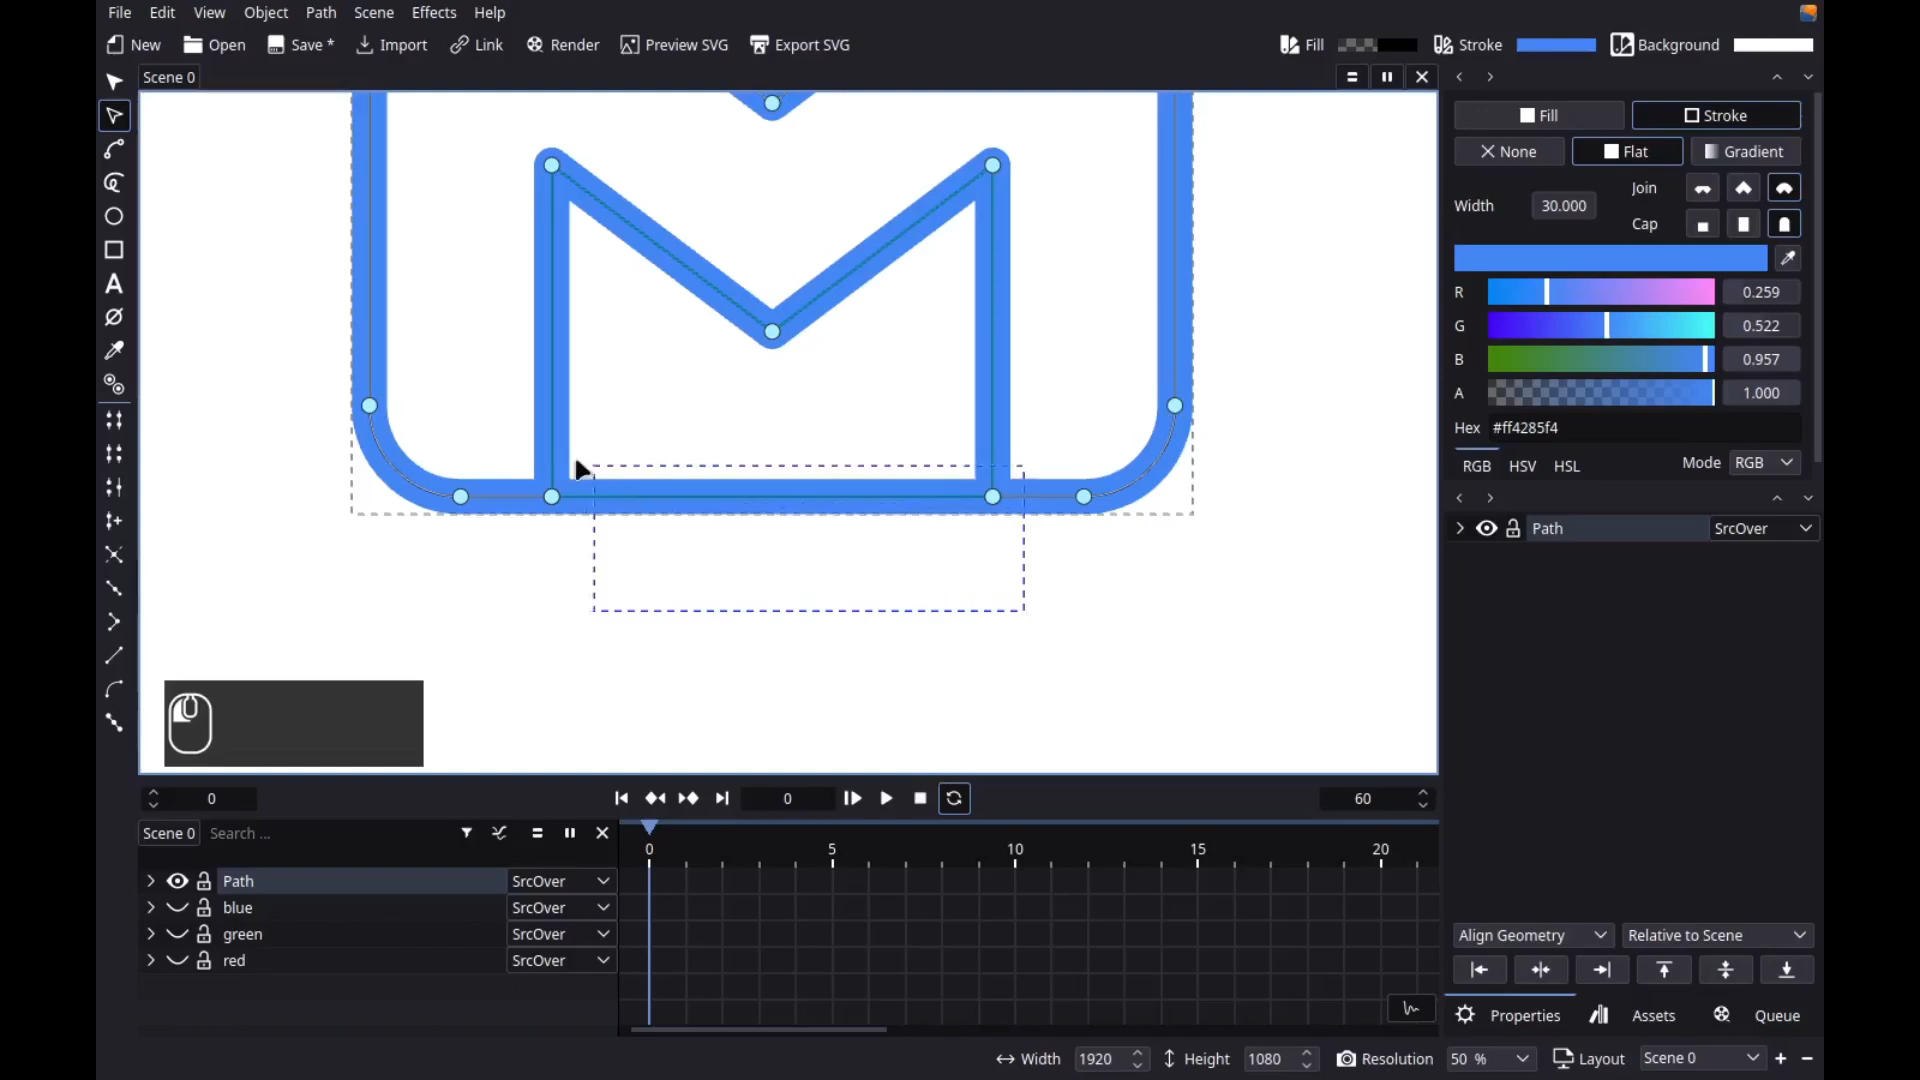 File Edit View Object Path Scene Effects Help
New Open Save * Import Link Render Preview SVG Export SVG Fill Stroke Background
Scene 0
Fill Stroke
None Flat Gradient
Width 30.000 Join
Cap
R 0.259
G 0.522
B 0.957
A 1.000
Hex #ff4285f4
RGB HSV HSL Mode RGB
Path SrcOver
0 0 60
Scene 0 Search ...
0 5 10 15 20
Path SrcOver
blue SrcOver
green SrcOver
red SrcOver
Align Geometry Relative to Scene
Properties Assets Queue
Width 1920 Height 1080 Resolution 50 % Layout Scene 0